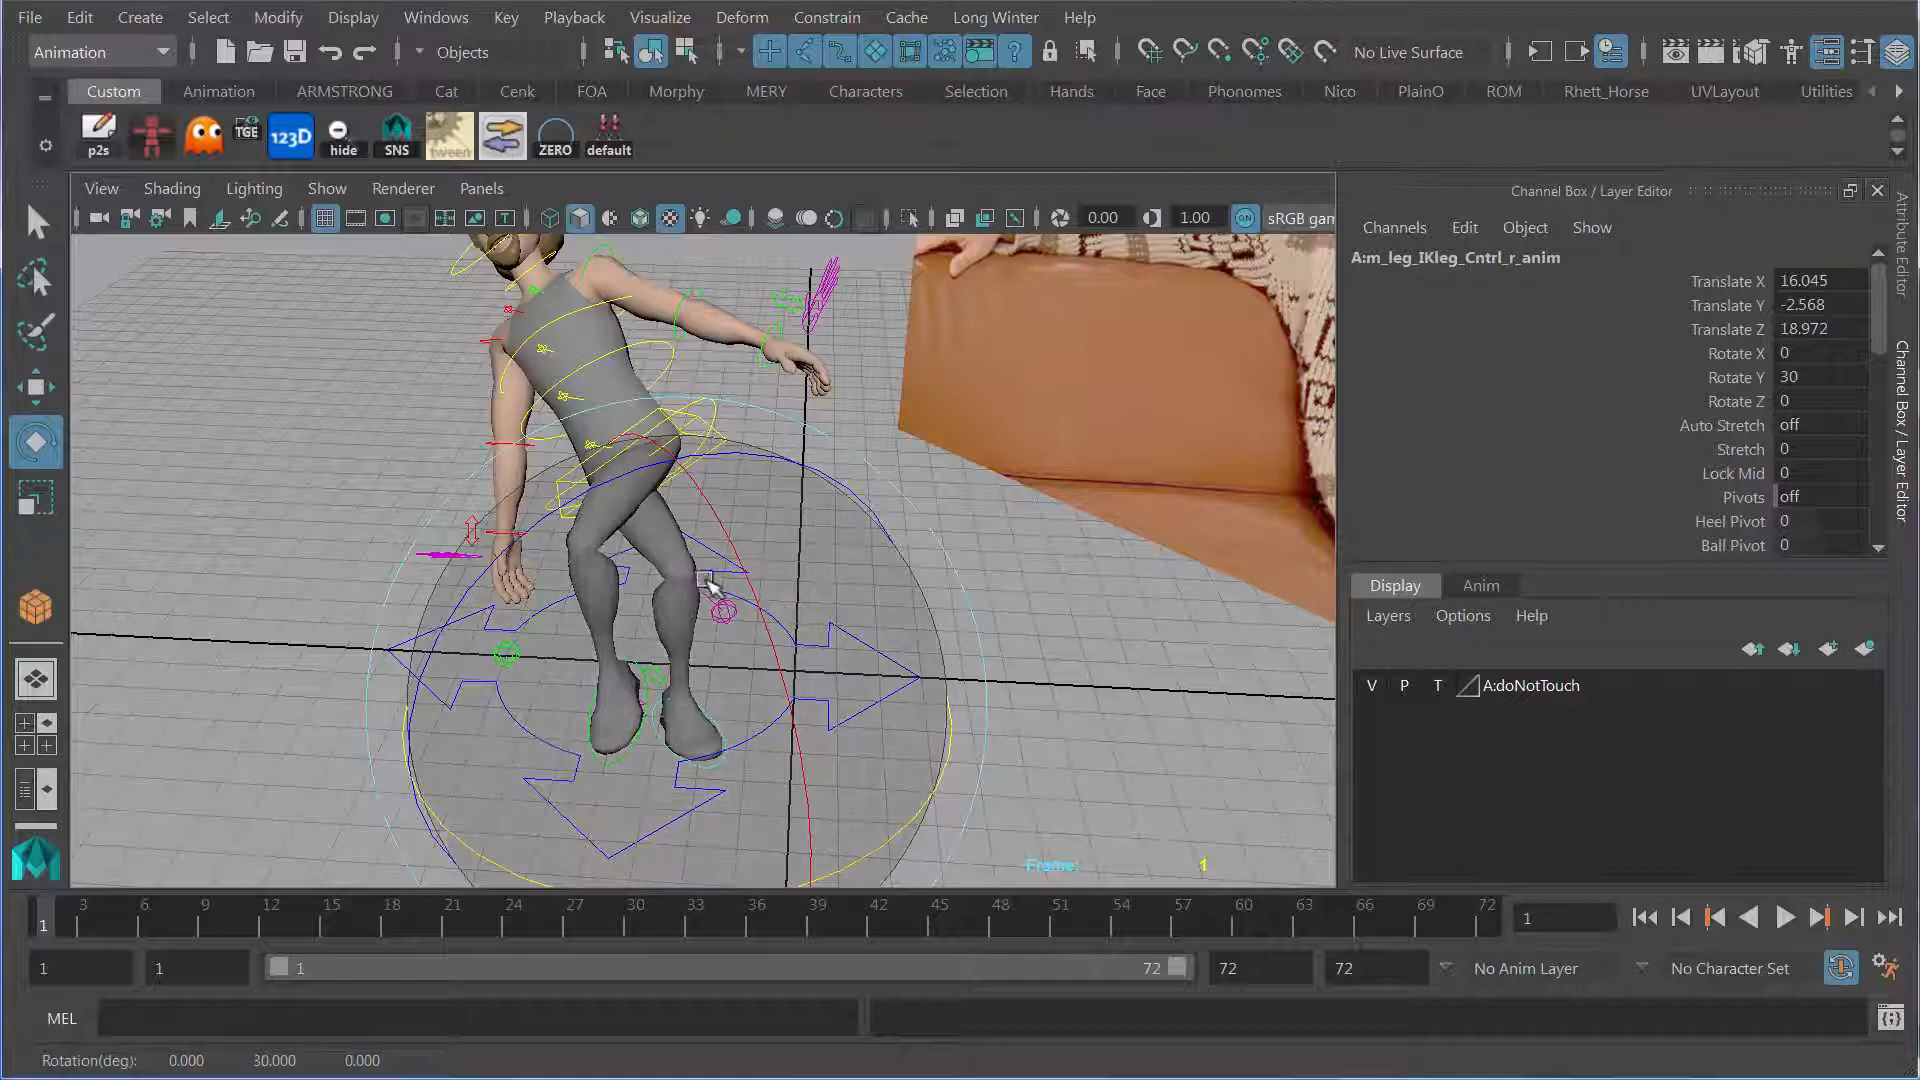 File Edit Create Select Modify Display Windows Key Playback Visualize Deform Constrain Cache Long Winter Help
Animation Objects No Live Surface
Custom Animation ARMSTRONG Cat Cenk FOA Morphy MERY Characters Selection Hands Face Phonomes Nico PlainO ROM Rhett_Horse UVLayout Utilities
TGE 123D tween
p2s hide SNS ZERO default
View Shading Lighting Show Renderer Panels
0.00 1.00 ON sRGB gam
Channel Box / Layer Editor
Channels Edit Object Show
A:m_leg_IKleg_Cntrl_r_anim
Translate X 16.045
Translate Y -2.568
Translate Z 18.972
Rotate X 0
Rotate Y 30
Rotate Z 0
Auto Stretch off
Stretch 0
Lock Mid 0
Pivots off
Heel Pivot 0
Ball Pivot 0
Attribute Editor
Channel Box / Layer Editor
Display Anim
Layers Options Help
V P T A:doNotTouch
Frame: 1
3 6 9 12 15 18 21 24 27 30 33 36 39 42 45 48 51 54 57 60 63 66 69 72
1 1
1 1 1 72 72 72 No Anim Layer No Character Set
MEL
Rotation(deg): 0.000 30.000 0.000